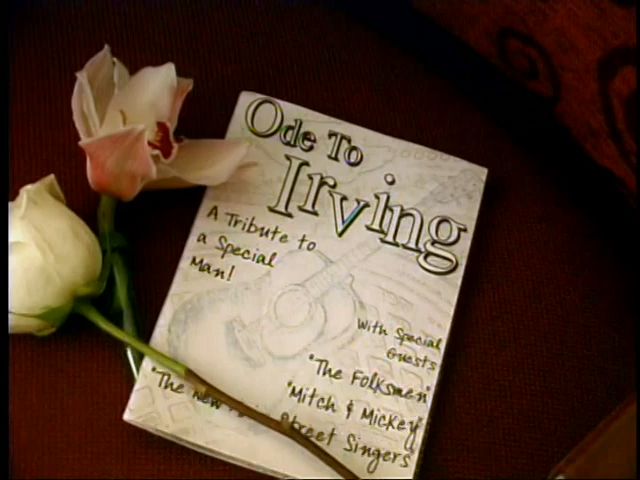 Ode To
Irving
A Tribute to
a Special
Man!
With Special
Guests
"The Folksmen"
"Mitch & Mickey"
"The New
Street Singers